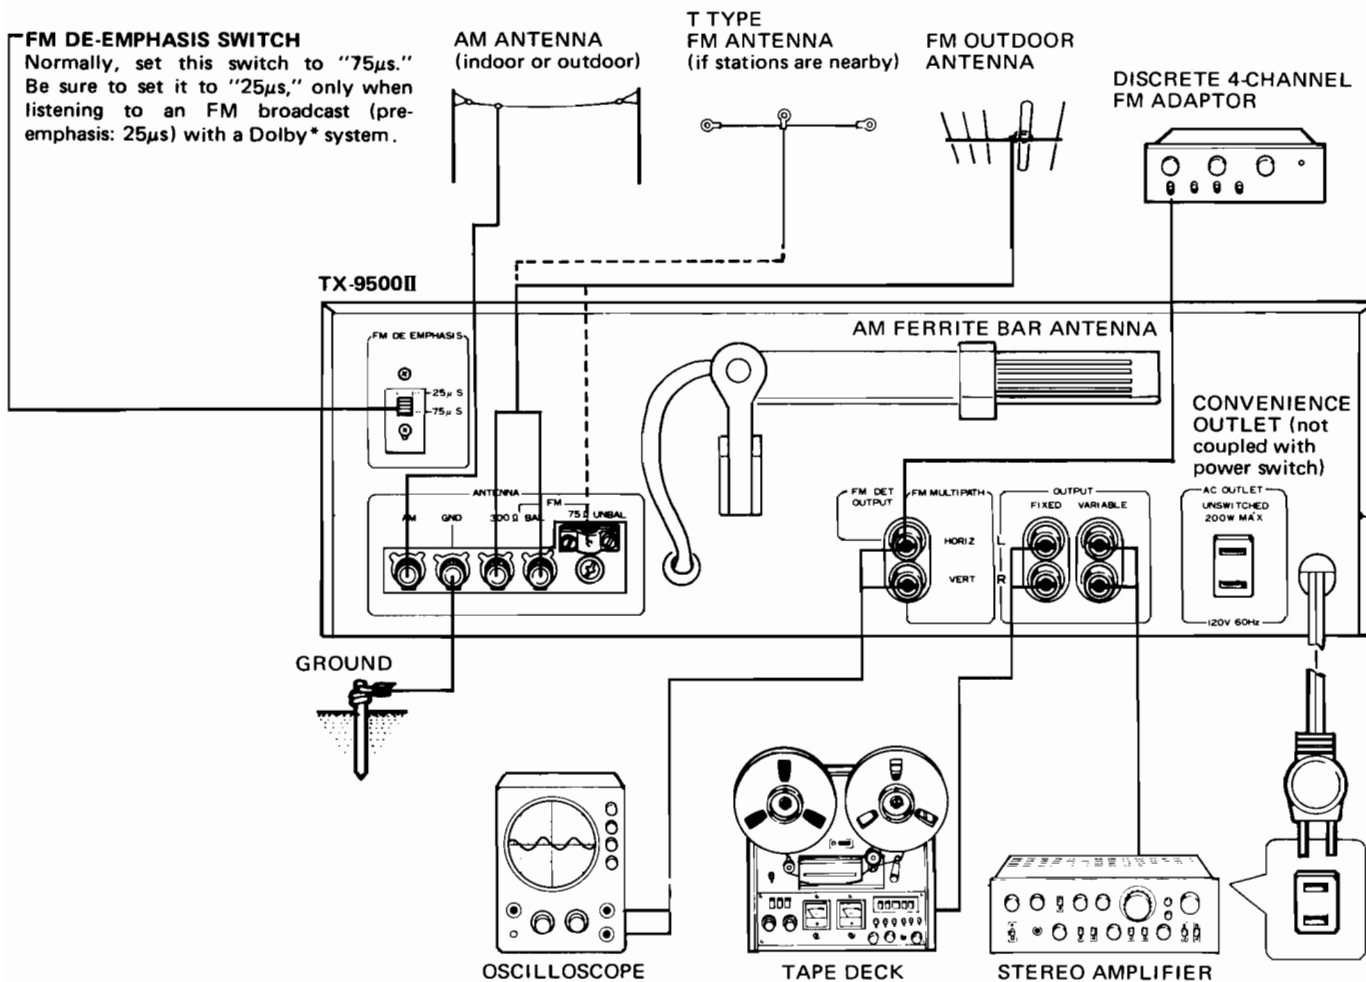 FM DE-EMPHASIS SWITCH
Normally, set this switch to "75μs."
Be sure to set it to "25μs," only when
listening to an FM broadcast (pre-
emphasis: 25μs) with a Dolby* system.
AM ANTENNA
(indoor or outdoor)
T TYPE
FM ANTENNA
(if stations are nearby)
FM OUTDOOR
ANTENNA
DISCRETE 4-CHANNEL
FM ADAPTOR
TX-9500II
AM FERRITE BAR ANTENNA
FM DE EMPHASIS
25μ S
75μ S
CONVENIENCE
OUTLET (not
coupled with
power switch)
ANTENNA
FM
AM
GND
300Ω BAL
75Ω UNBAL
FM DET
OUTPUT
FM MULTIPATH
HORIZ
VERT
OUTPUT
FIXED
VARIABLE
L
R
AC OUTLET
UNSWITCHED
200W MAX
120V 60Hz
GROUND
OSCILLOSCOPE
TAPE DECK
STEREO AMPLIFIER